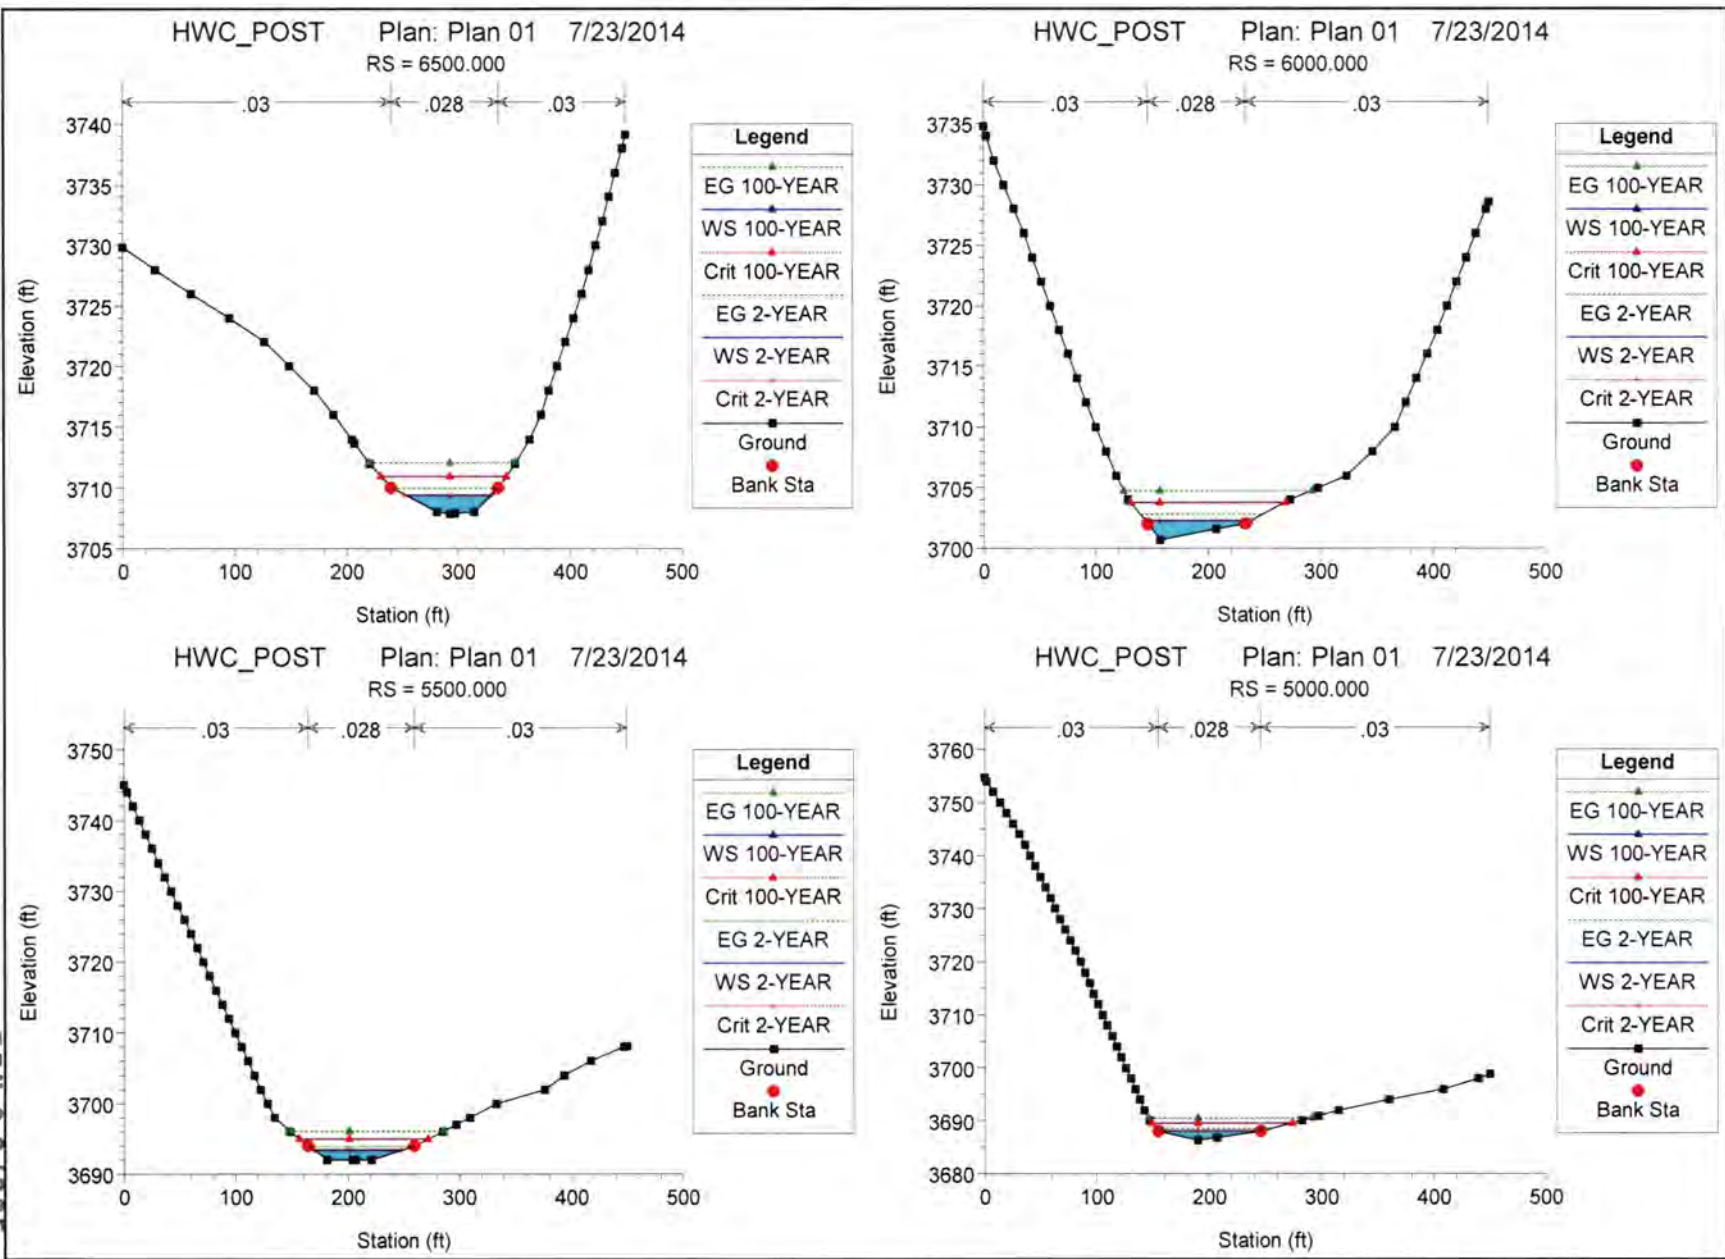 HWC_POST Plan: Plan 01 7/23/2014
RS = 6500.000
.03 .028 .03
3740
3735
3730
3725
3720
3715
3710
3705
Elevation (ft)
0 100 200 300 400 500
Station (ft)
Legend
EG 100-YEAR
WS 100-YEAR
Crit 100-YEAR
EG 2-YEAR
WS 2-YEAR
Crit 2-YEAR
Ground
Bank Sta
HWC_POST Plan: Plan 01 7/23/2014
RS = 6000.000
.03 .028 .03
3735
3730
3725
3720
3715
3710
3705
3700
Elevation (ft)
0 100 200 300 400 500
Station (ft)
Legend
EG 100-YEAR
WS 100-YEAR
Crit 100-YEAR
EG 2-YEAR
WS 2-YEAR
Crit 2-YEAR
Ground
Bank Sta
HWC_POST Plan: Plan 01 7/23/2014
RS = 5500.000
.03 .028 .03
3750
3740
3730
3720
3710
3700
3690
Elevation (ft)
0 100 200 300 400 500
Station (ft)
Legend
EG 100-YEAR
WS 100-YEAR
Crit 100-YEAR
EG 2-YEAR
WS 2-YEAR
Crit 2-YEAR
Ground
Bank Sta
HWC_POST Plan: Plan 01 7/23/2014
RS = 5000.000
.03 .028 .03
3760
3750
3740
3730
3720
3710
3700
3690
3680
Elevation (ft)
0 100 200 300 400 500
Station (ft)
Legend
EG 100-YEAR
WS 100-YEAR
Crit 100-YEAR
EG 2-YEAR
WS 2-YEAR
Crit 2-YEAR
Ground
Bank Sta